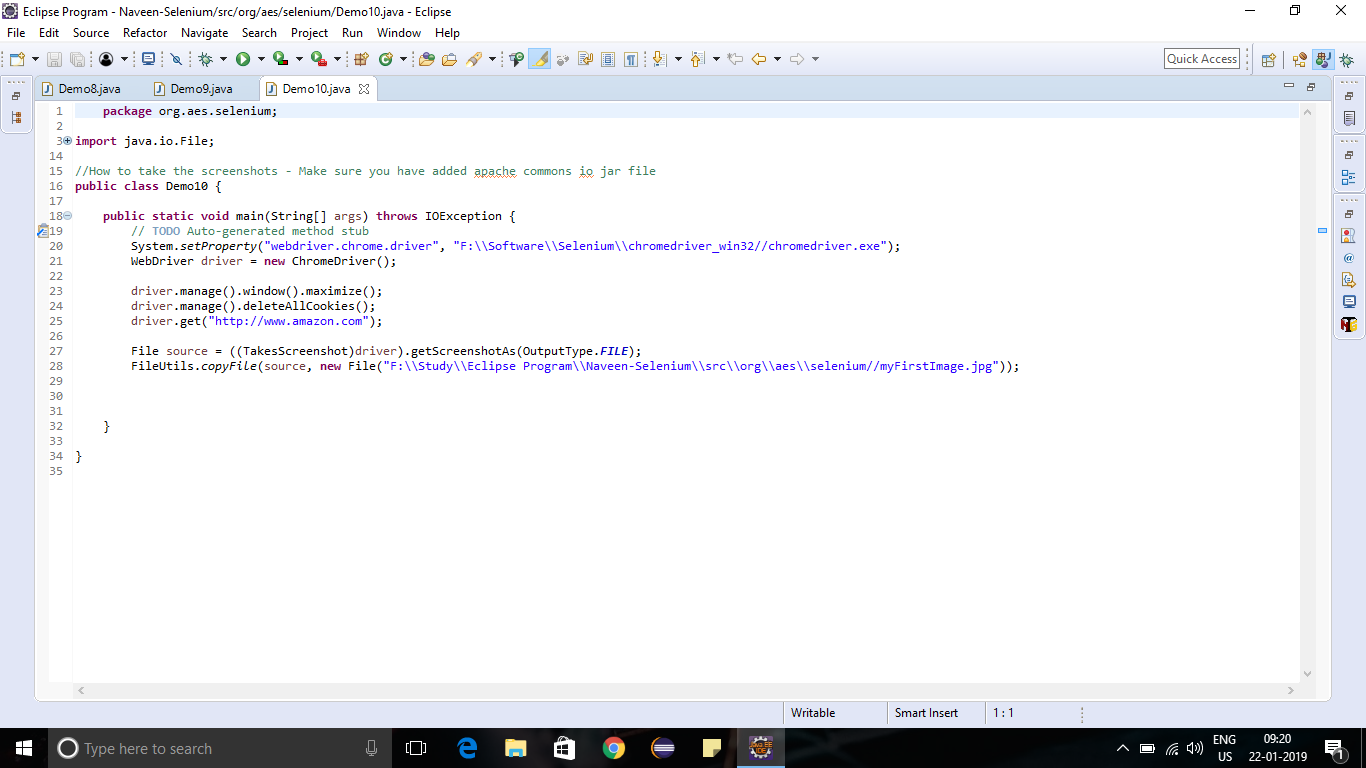 Eclipse Program - Naveen-Selenium/src/org/aes/selenium/Demo10.java - Eclipse
File Edit Source Refactor Navigate Search Project Run Window Help
Quick Access
Demo8.java Demo9.java Demo10.java
1 package org.aes.selenium;
2
3 import java.io.File;
14
15 //How to take the screenshots - Make sure you have added apache commons io jar file
16 public class Demo10 {
17
18 public static void main(String[] args) throws IOException {
19 // TODO Auto-generated method stub
20 System.setProperty("webdriver.chrome.driver", "F:\\Software\\Selenium\\chromedriver_win32//chromedriver.exe");
21 WebDriver driver = new ChromeDriver();
22
23 driver.manage().window().maximize();
24 driver.manage().deleteAllCookies();
25 driver.get("http://www.amazon.com");
26
27 File source = ((TakesScreenshot)driver).getScreenshotAs(OutputType.FILE);
28 FileUtils.copyFile(source, new File("F:\\Study\\Eclipse Program\\Naveen-Selenium\\src\\org\\aes\\selenium//myFirstImage.jpg"));
29
30
31
32 }
33
34 }
35
Writable Smart Insert 1 : 1
Type here to search
ENG 09:20
US 22-01-2019
1